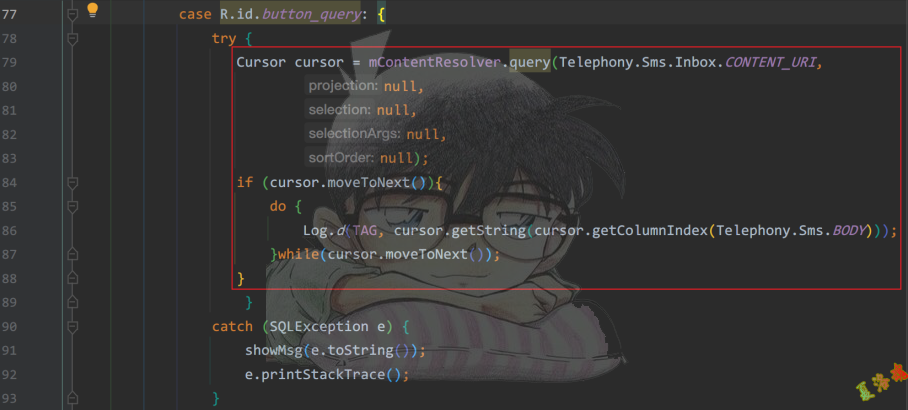 77 case R.id.button_query: {
78 try {
79 Cursor cursor = mContentResolver.query(Telephony.Sms.Inbox.CONTENT_URI,
80 projection: null,
81 selection: null,
82 selectionArgs: null,
83 sortOrder: null);
84 if (cursor.moveToNext()){
85 do {
86 Log.d(TAG, cursor.getString(cursor.getColumnIndex(Telephony.Sms.BODY)));
87 }while(cursor.moveToNext());
88 }
89 }
90 catch (SQLException e) {
91 showMsg(e.toString());
92 e.printStackTrace();
93 }